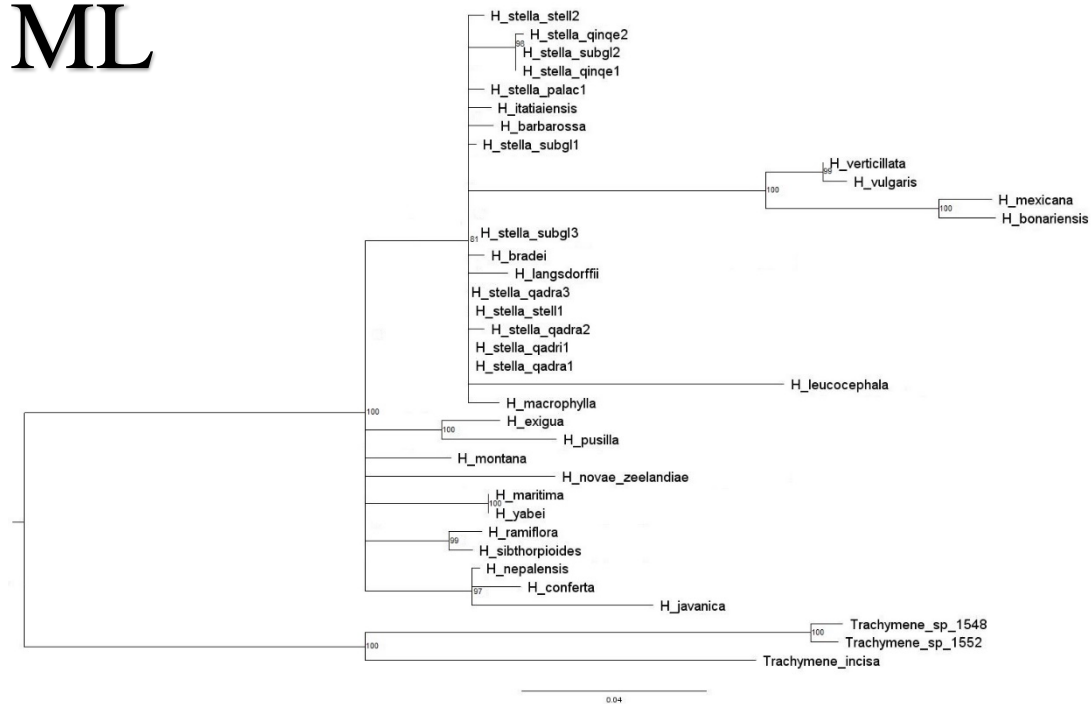 ML
H_stella_stell2
H_stella_qinqe2
98
H_stella_subgl2
H_stella_qinqe1
H_stella_palac1
H_itatiaiensis
H_barbarossa
H_stella_subgl1
H_verticillata
99
H_vulgaris
100
H_mexicana
100
H_bonariensis
H_stella_subgl3
81
H_bradei
H_langsdorffii
H_stella_qadra3
H_stella_stell1
H_stella_qadra2
H_stella_qadri1
H_stella_qadra1
H_leucocephala
H_macrophylla
100
H_exigua
100
H_pusilla
H_montana
H_novae_zeelandiae
H_maritima
100
H_yabei
H_ramiflora
99
H_sibthorpioides
H_nepalensis
H_conferta
97
H_javanica
Trachymene_sp_1548
100
Trachymene_sp_1552
100
Trachymene_incisa
0.04